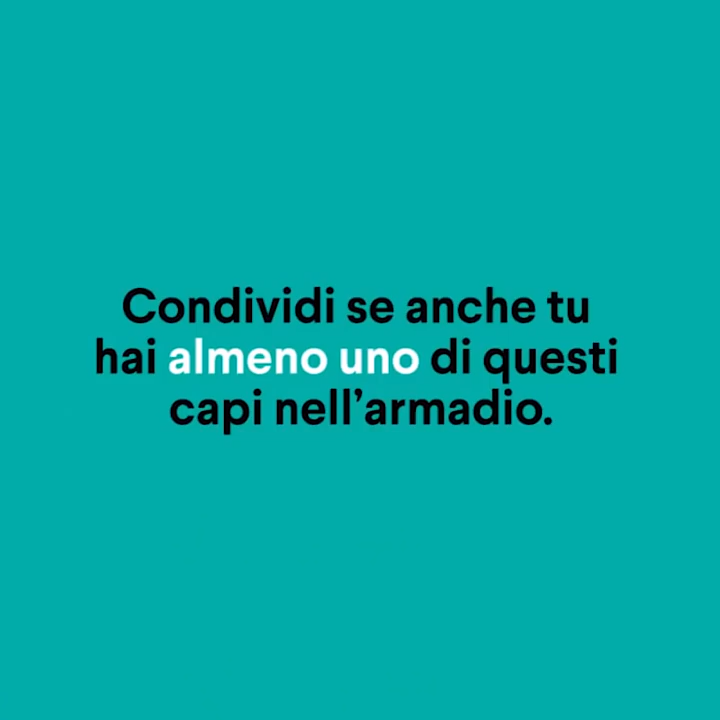 Condividi se anche tu
hai almeno uno di questi
capi nell’armadio.